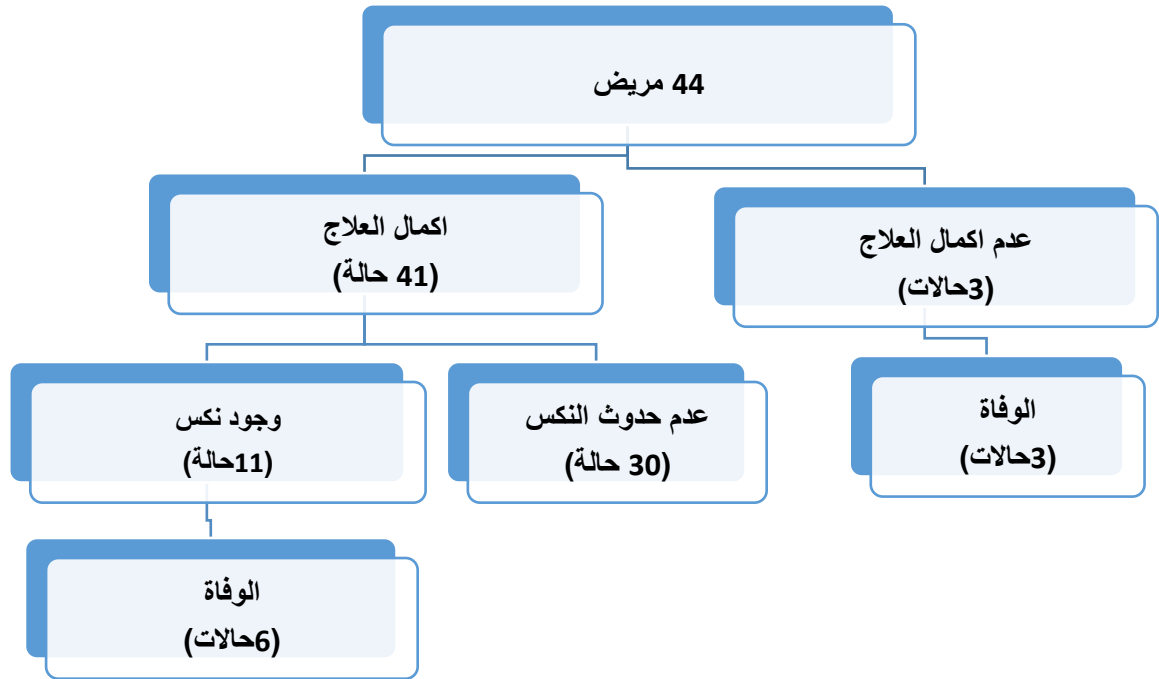 44 مريض
عدم اكمال العلاج
(3حالات)
اكمال العلاج
(41 حالة)
الوفاة
(3حالات)
عدم حدوث النكس
(30 حالة)
وجود نكس
(11حالة)
الوفاة
(6حالات)